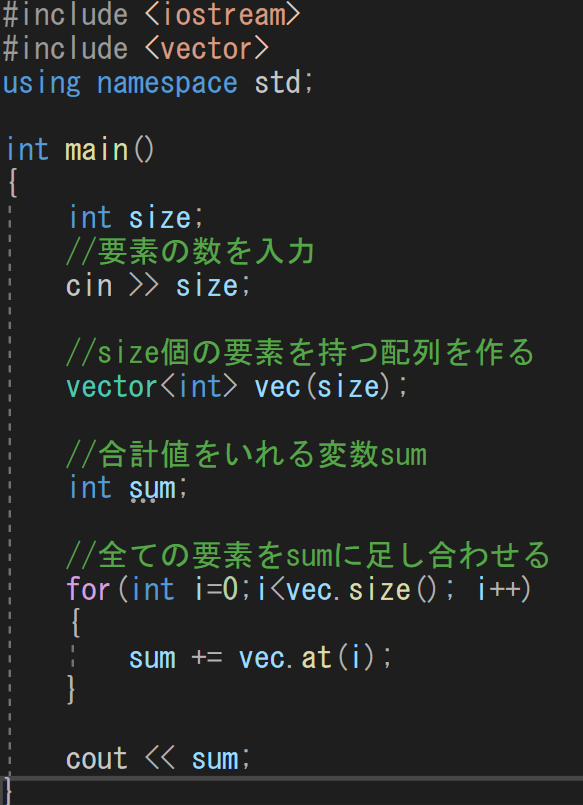 #include <iostream>
#include <vector>
using namespace std;
int main()
{
int size;
//要素の数を入力
cin >> size;
//size個の要素を持つ配列を作る
vector<int> vec(size);
//合計値をいれる変数sum
int sum;
//全ての要素をsumに足し合わせる
for(int i=0;i<vec.size(); i++)
{
sum += vec.at(i);
}
cout << sum;
}